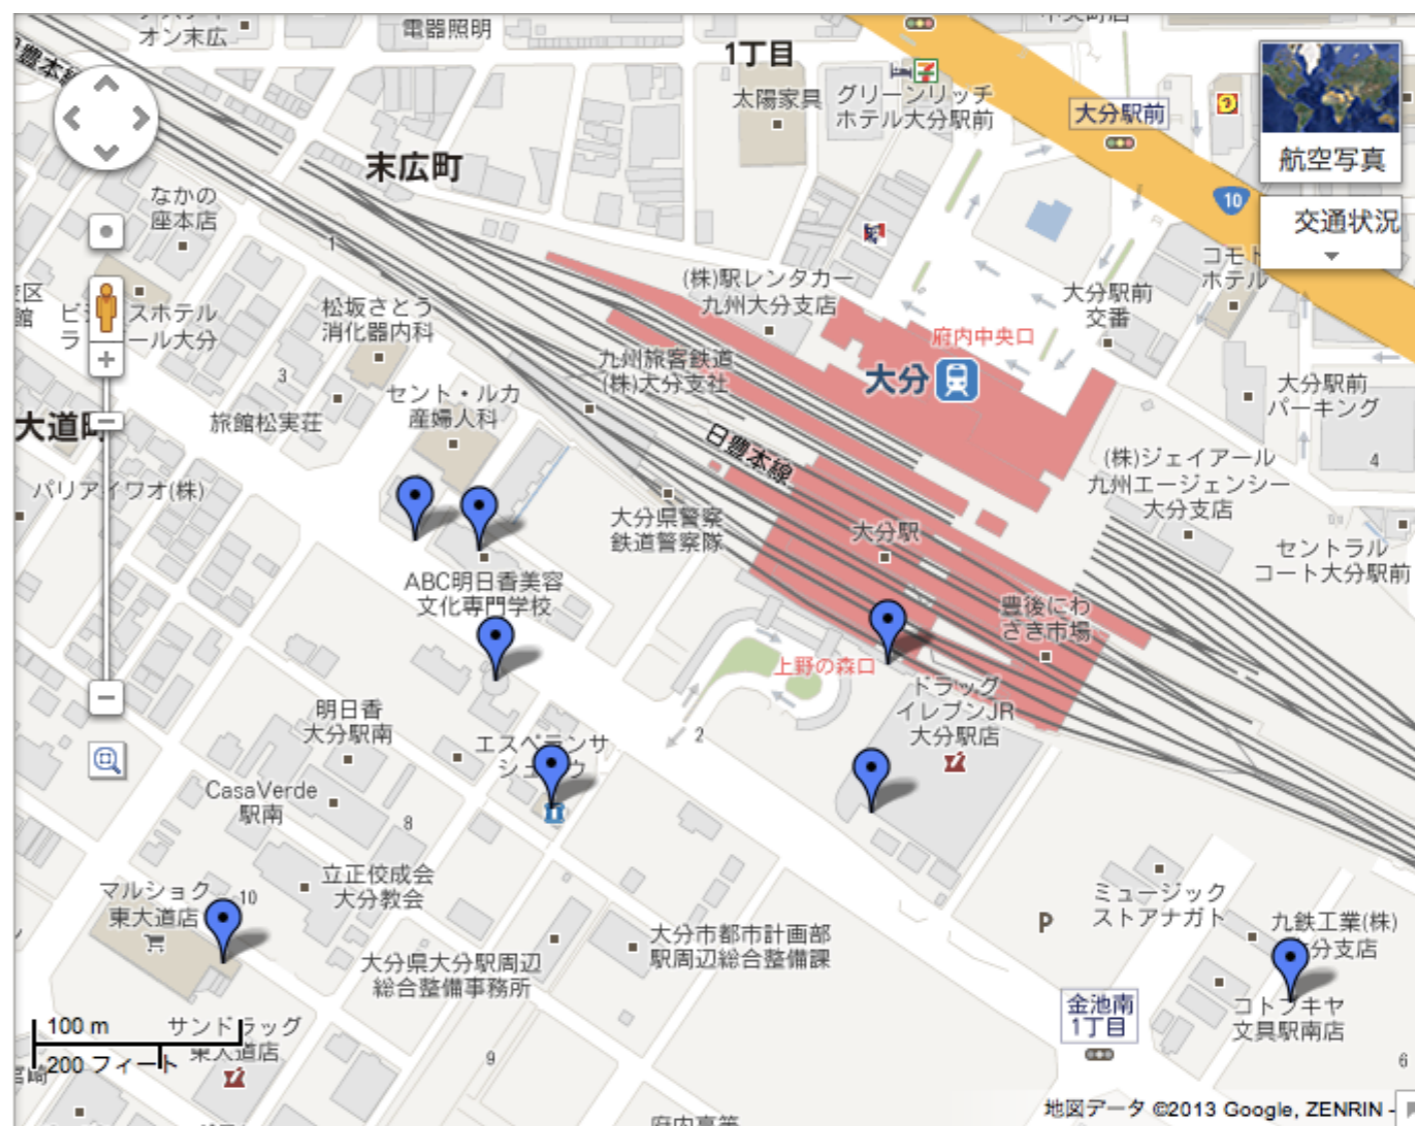 オン末広
電器照明
1丁目
太陽家具
グリーンリッチ
ホテル大分駅前
大分駅前
10
航空写真
交通状況
豊本線
末広町
なかの
座本店
1
(株)駅レンタカー
九州大分支店
コモド
ホテル
大分駅前
交番
松坂さとう
消化器内科
スホテル
ール大分
府内中央口
大分
九州旅客鉄道
(株)大分支社
3
セント・ルカ
産婦人科
旅館松実荘
大道町
大分駅前
パーキング
4
日豊本線
(株)ジェイアール
九州エージェンシー
大分支店
パリアイワオ(株)
大分県警察
鉄道警察隊
大分駅
セントラル
コート大分駅前
ABC明日香美容
文化専門学校
豊後にわ
さき市場
上野の森口
ドラッグ
イレブンJR
大分駅店
明日香
大分駅南
2
エスペランサ
CasaVerde
駅南
8
立正佼成会
大分教会
マルショク
東大道店
10
ミュージック
ストアナガト
P
九鉄工業(株)
分支店
大分市都市計画部
駅周辺総合整備課
大分県大分駅周辺
総合整備事務所
金池南
1丁目
コトブキヤ
文具駅南店
100 m
200 フィート
サンドラッグ
東大道店
9
6
地図データ ©2013 Google, ZENRIN -